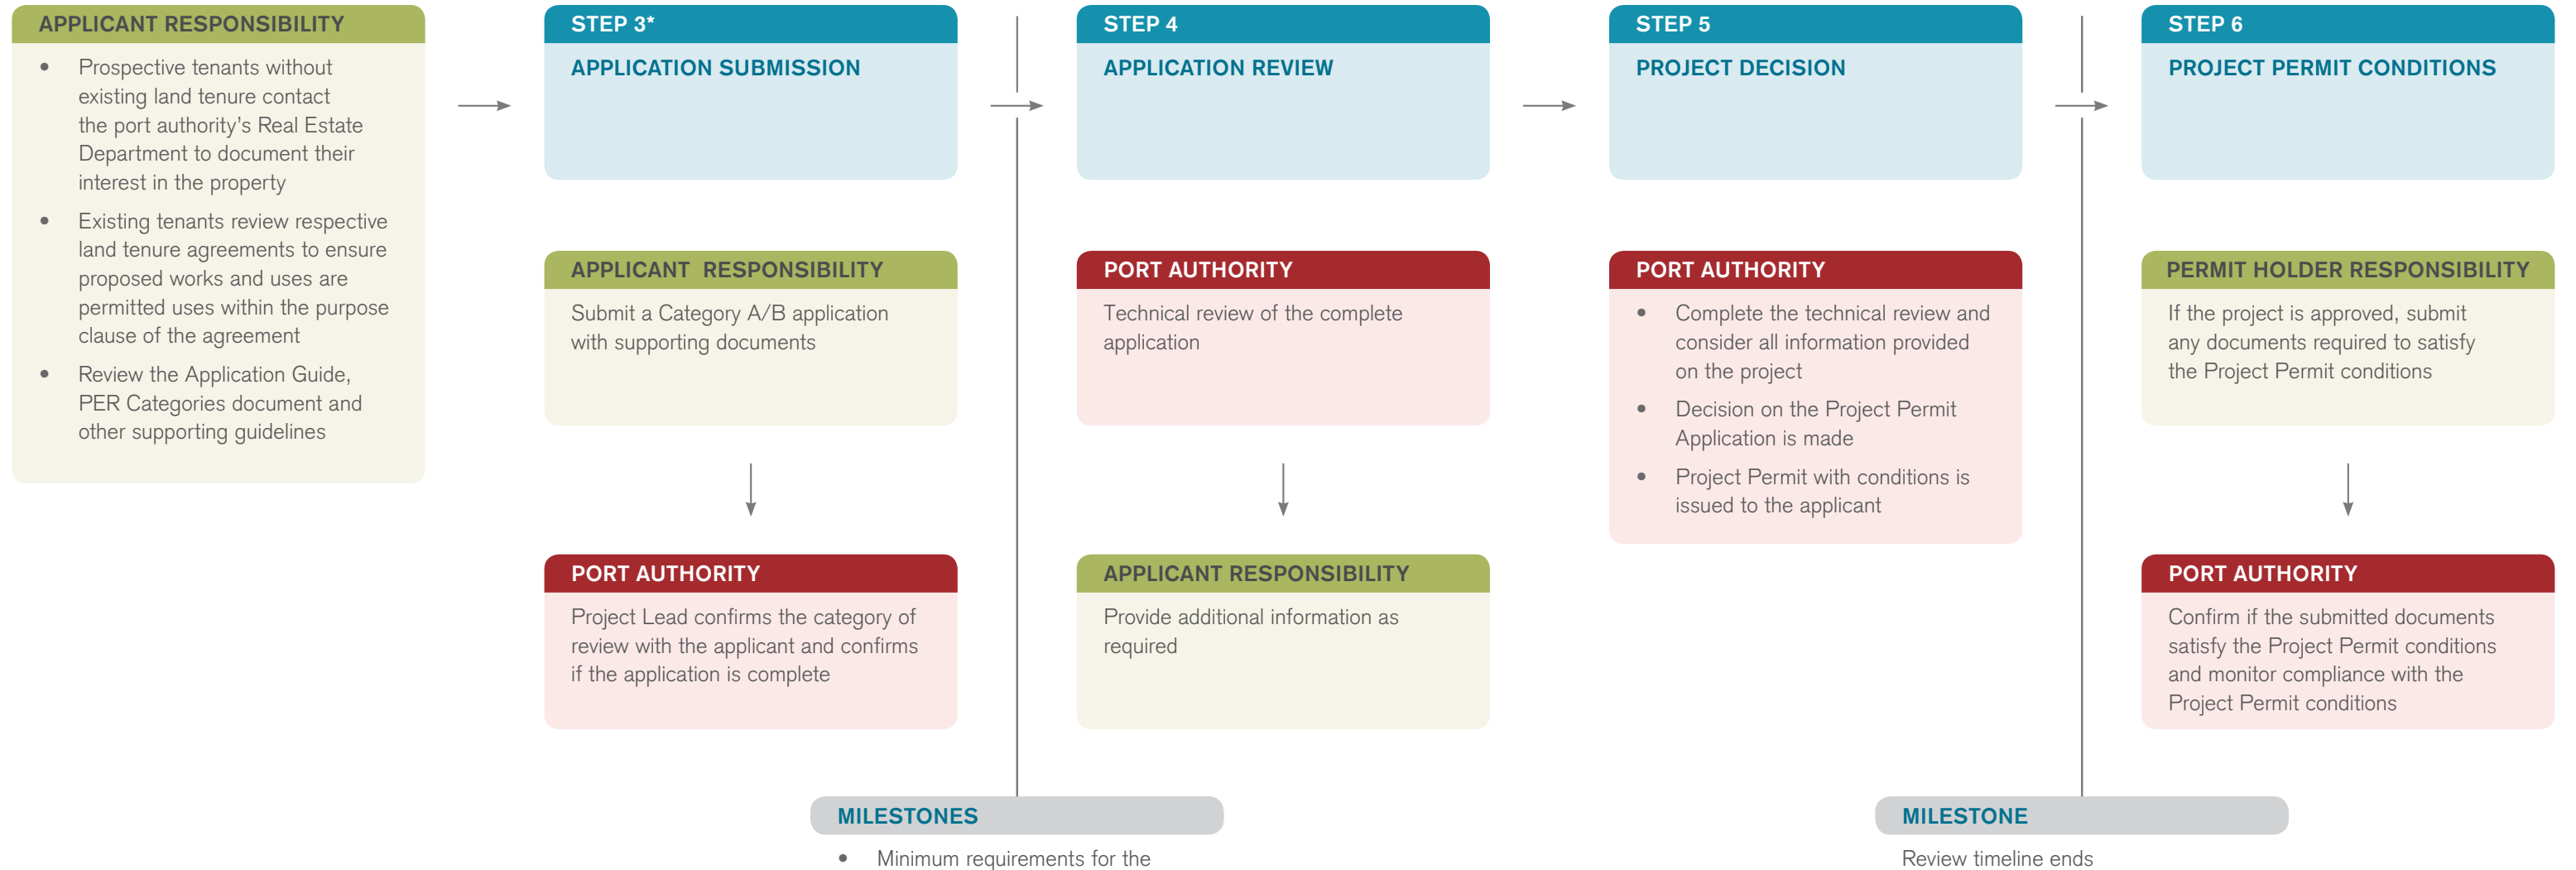 APPLICANT RESPONSIBILITY
• Prospective tenants without
existing land tenure contact
the port authority’s Real Estate
Department to document their
interest in the property
• Existing tenants review respective
land tenure agreements to ensure
proposed works and uses are
permitted uses within the purpose
clause of the agreement
• Review the Application Guide,
PER Categories document and
other supporting guidelines
STEP 3*
APPLICATION SUBMISSION
APPLICANT RESPONSIBILITY
Submit a Category A/B application
with supporting documents
PORT AUTHORITY
Project Lead confirms the category of
review with the applicant and confirms
if the application is complete
STEP 4
APPLICATION REVIEW
PORT AUTHORITY
Technical review of the complete
application
APPLICANT RESPONSIBILITY
Provide additional information as
required
STEP 5
PROJECT DECISION
PORT AUTHORITY
• Complete the technical review and
consider all information provided
on the project
• Decision on the Project Permit
Application is made
• Project Permit with conditions is
issued to the applicant
STEP 6
PROJECT PERMIT CONDITIONS
PERMIT HOLDER RESPONSIBILITY
If the project is approved, submit
any documents required to satisfy
the Project Permit conditions
PORT AUTHORITY
Confirm if the submitted documents
satisfy the Project Permit conditions
and monitor compliance with the
Project Permit conditions
MILESTONES
• Minimum requirements for the
MILESTONE
Review timeline ends